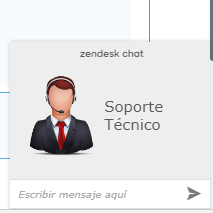 zendesk chat
Soporte
Técnico
Escribir mensaje aquí